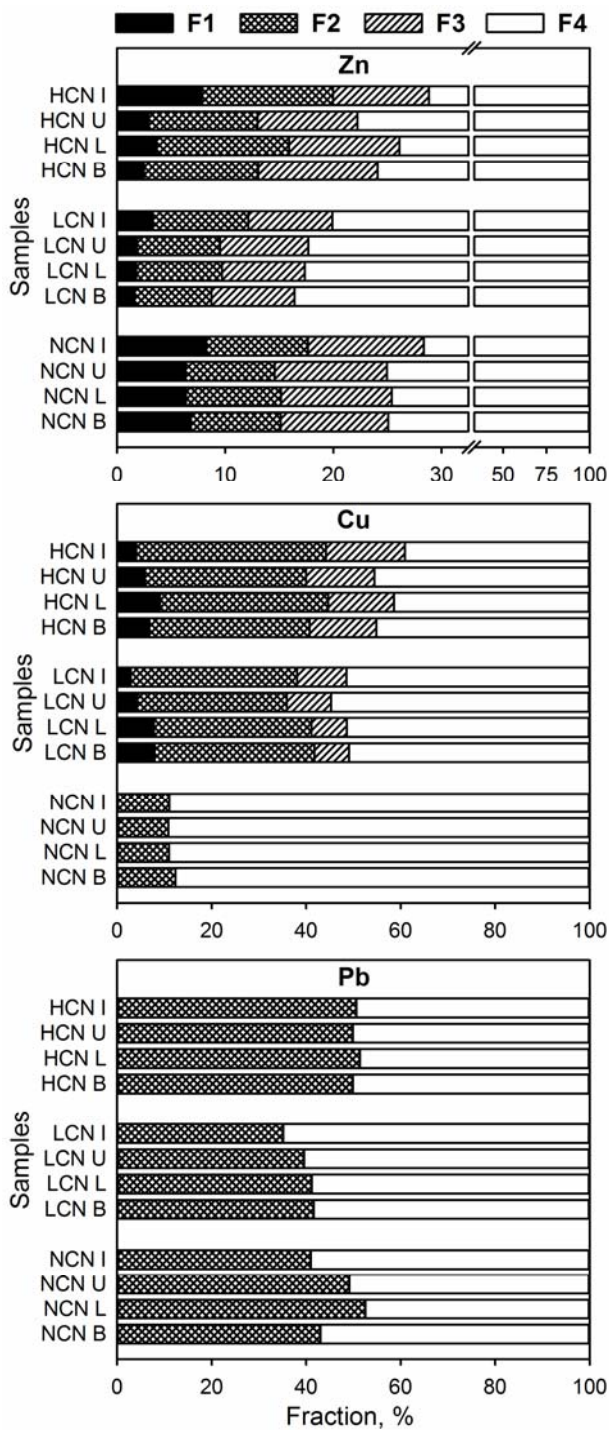 F1 F2 F3 F4
Zn
Samples
HCN I
HCN U
HCN L
HCN B
LCN I
LCN U
LCN L
LCN B
NCN I
NCN U
NCN L
NCN B
0 10 20 30 50 75 100
Cu
Samples
HCN I
HCN U
HCN L
HCN B
LCN I
LCN U
LCN L
LCN B
NCN I
NCN U
NCN L
NCN B
0 20 40 60 80 100
Pb
Samples
HCN I
HCN U
HCN L
HCN B
LCN I
LCN U
LCN L
LCN B
NCN I
NCN U
NCN L
NCN B
0 20 40 60 80 100
Fraction, %